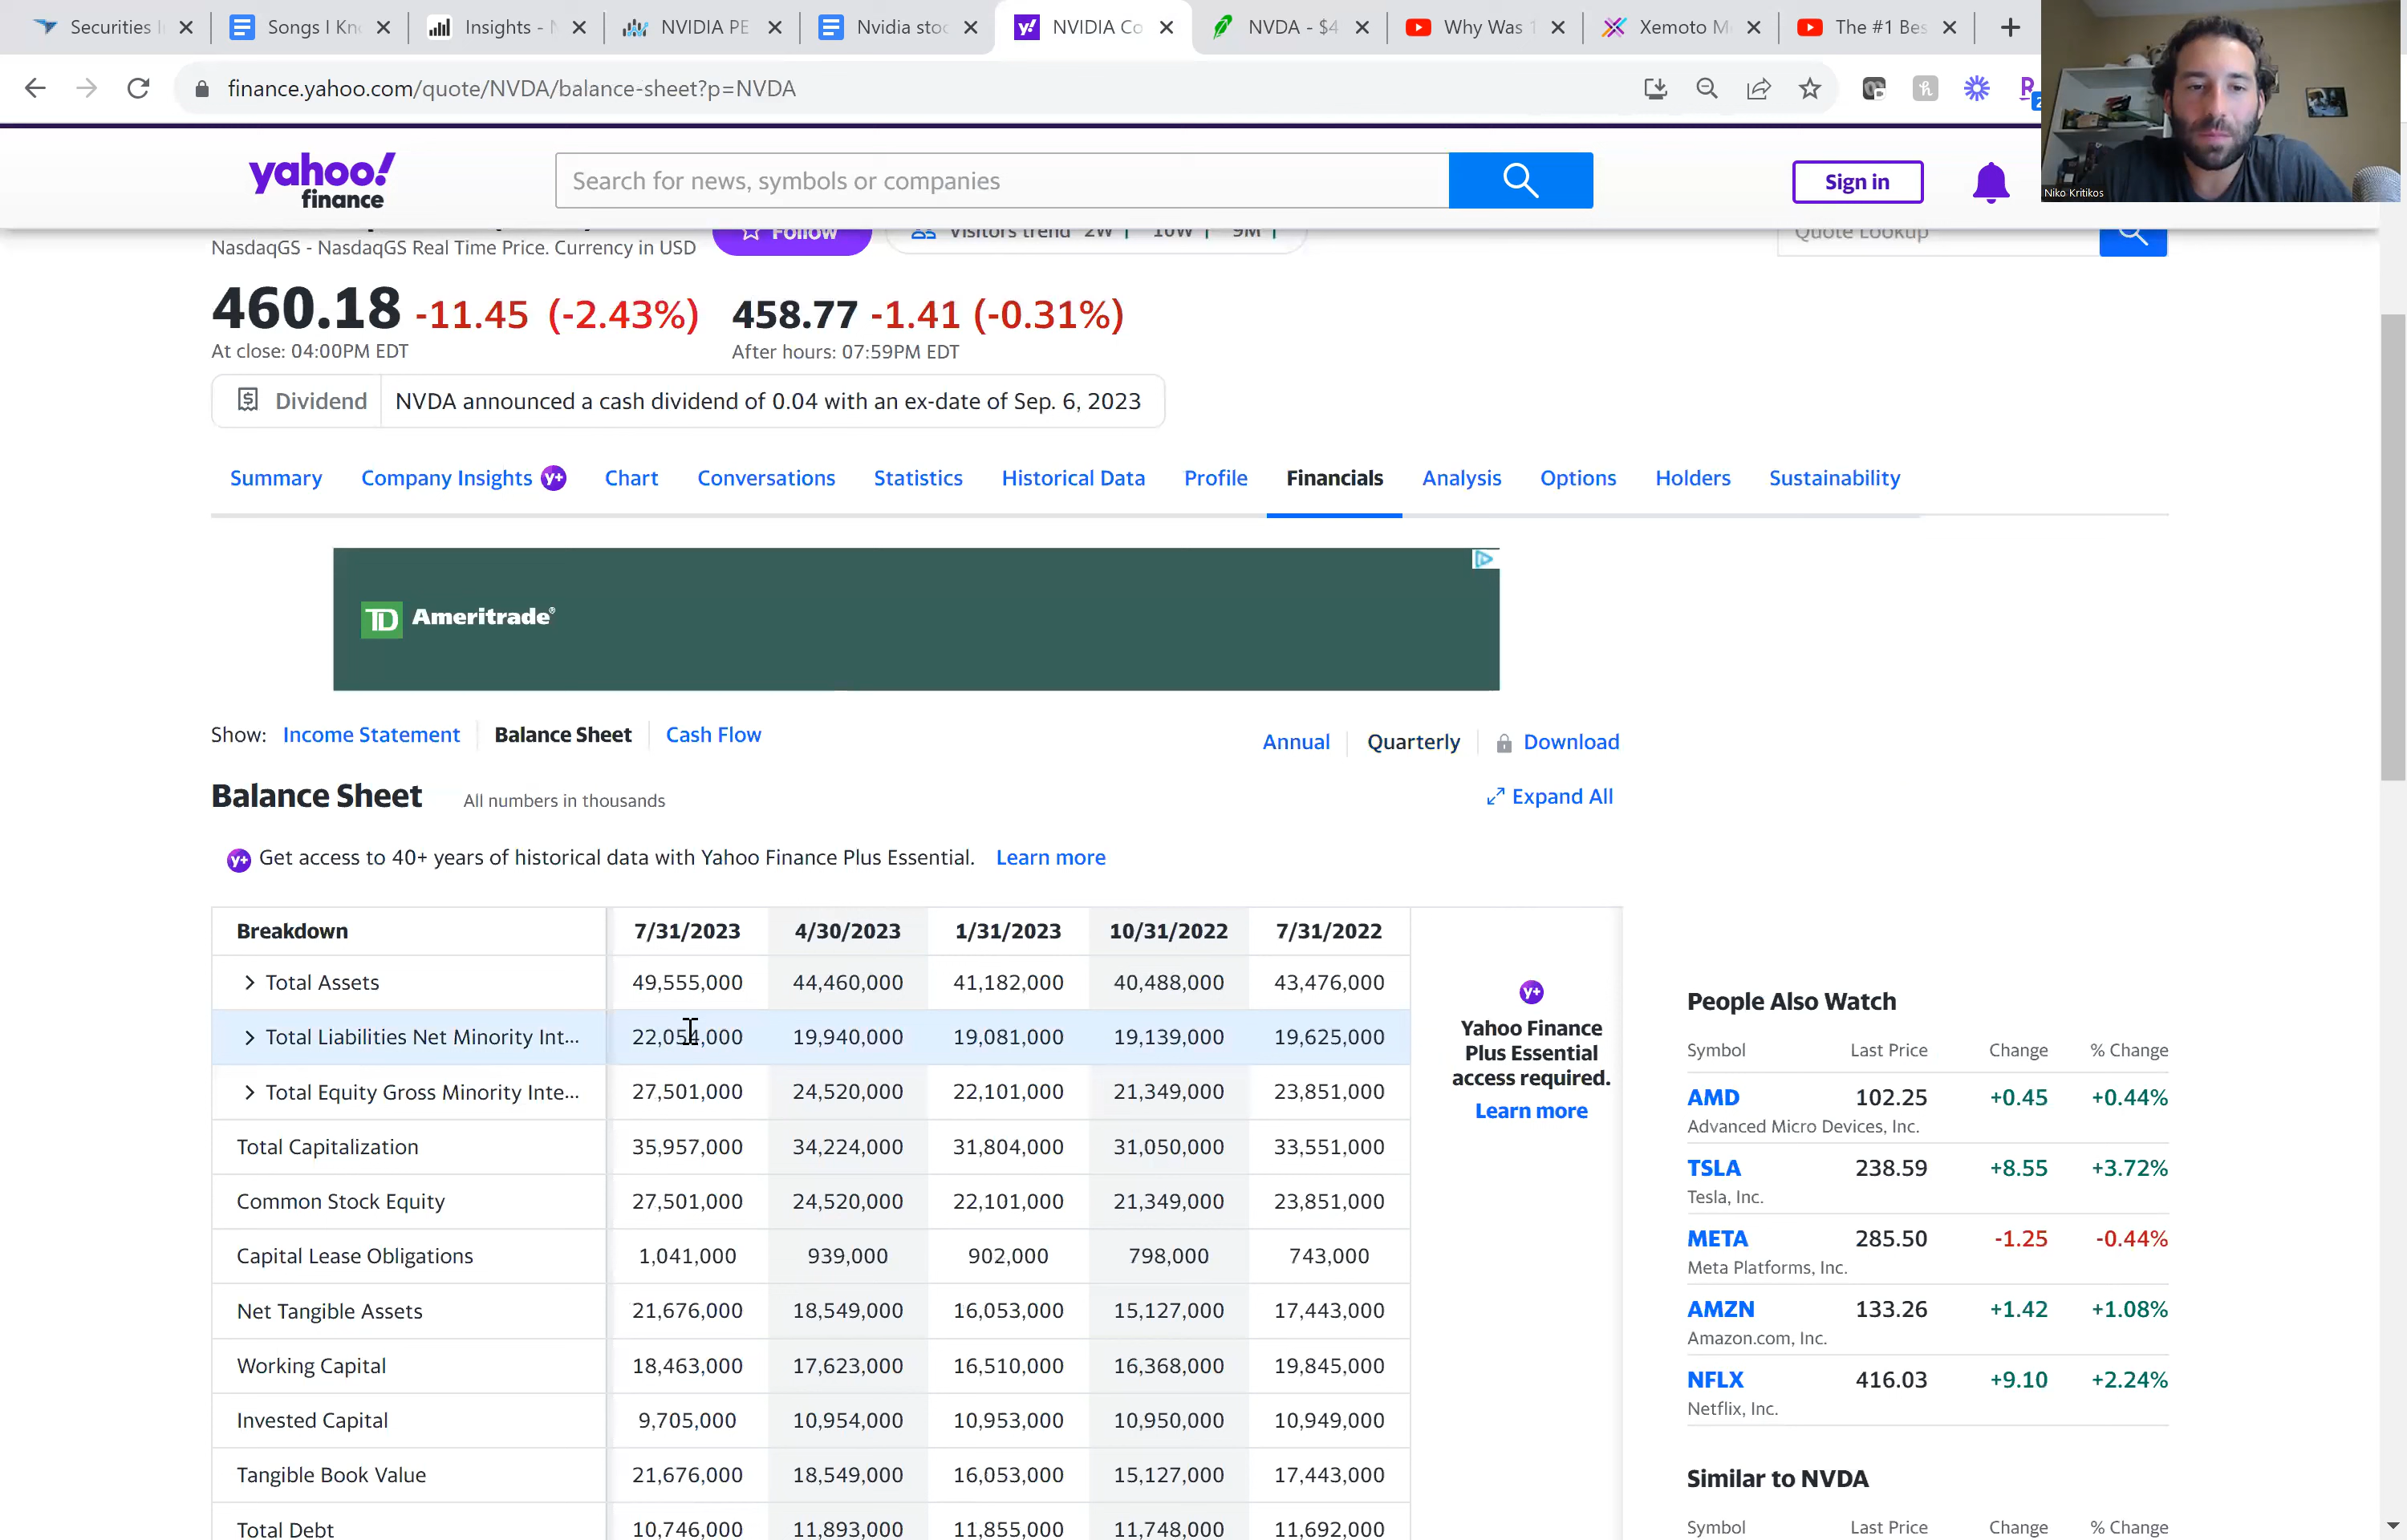 Securities I
Songs I Kn
Insights - N
NVIDIA PE
Nvidia stoc
NVIDIA Co
NVDA - $4
Why Was 1
Xemoto M
The #1 Bes
finance.yahoo.com/quote/NVDA/balance-sheet?p=NVDA
Niko Kritikos
yahoo!
finance
Search for news, symbols or companies
Sign in
NasdaqGS - NasdaqGS Real Time Price. Currency in USD
Follow
Visitors trend 2W 10W 9M
Quote Lookup
460.18 -11.45 (-2.43%) 458.77 -1.41 (-0.31%)
At close: 04:00PM EDT After hours: 07:59PM EDT
Dividend NVDA announced a cash dividend of 0.04 with an ex-date of Sep. 6, 2023
Summary Company Insights y+ Chart Conversations Statistics Historical Data Profile Financials Analysis Options Holders Sustainability
TD Ameritrade®
Show: Income Statement Balance Sheet Cash Flow
Annual Quarterly Download
Balance Sheet All numbers in thousands
Expand All
y+ Get access to 40+ years of historical data with Yahoo Finance Plus Essential. Learn more
Breakdown 7/31/2023 4/30/2023 1/31/2023 10/31/2022 7/31/2022
Total Assets 49,555,000 44,460,000 41,182,000 40,488,000 43,476,000
Total Liabilities Net Minority Int... 22,054,000 19,940,000 19,081,000 19,139,000 19,625,000
Total Equity Gross Minority Inte... 27,501,000 24,520,000 22,101,000 21,349,000 23,851,000
Total Capitalization 35,957,000 34,224,000 31,804,000 31,050,000 33,551,000
Common Stock Equity 27,501,000 24,520,000 22,101,000 21,349,000 23,851,000
Capital Lease Obligations 1,041,000 939,000 902,000 798,000 743,000
Net Tangible Assets 21,676,000 18,549,000 16,053,000 15,127,000 17,443,000
Working Capital 18,463,000 17,623,000 16,510,000 16,368,000 19,845,000
Invested Capital 9,705,000 10,954,000 10,953,000 10,950,000 10,949,000
Tangible Book Value 21,676,000 18,549,000 16,053,000 15,127,000 17,443,000
Total Debt 10,746,000 11,893,000 11,855,000 11,748,000 11,692,000
y+
Yahoo Finance
Plus Essential
access required.
Learn more
People Also Watch
Symbol Last Price Change % Change
AMD 102.25 +0.45 +0.44%
Advanced Micro Devices, Inc.
TSLA 238.59 +8.55 +3.72%
Tesla, Inc.
META 285.50 -1.25 -0.44%
Meta Platforms, Inc.
AMZN 133.26 +1.42 +1.08%
Amazon.com, Inc.
NFLX 416.03 +9.10 +2.24%
Netflix, Inc.
Similar to NVDA
Symbol Last Price Change % Change